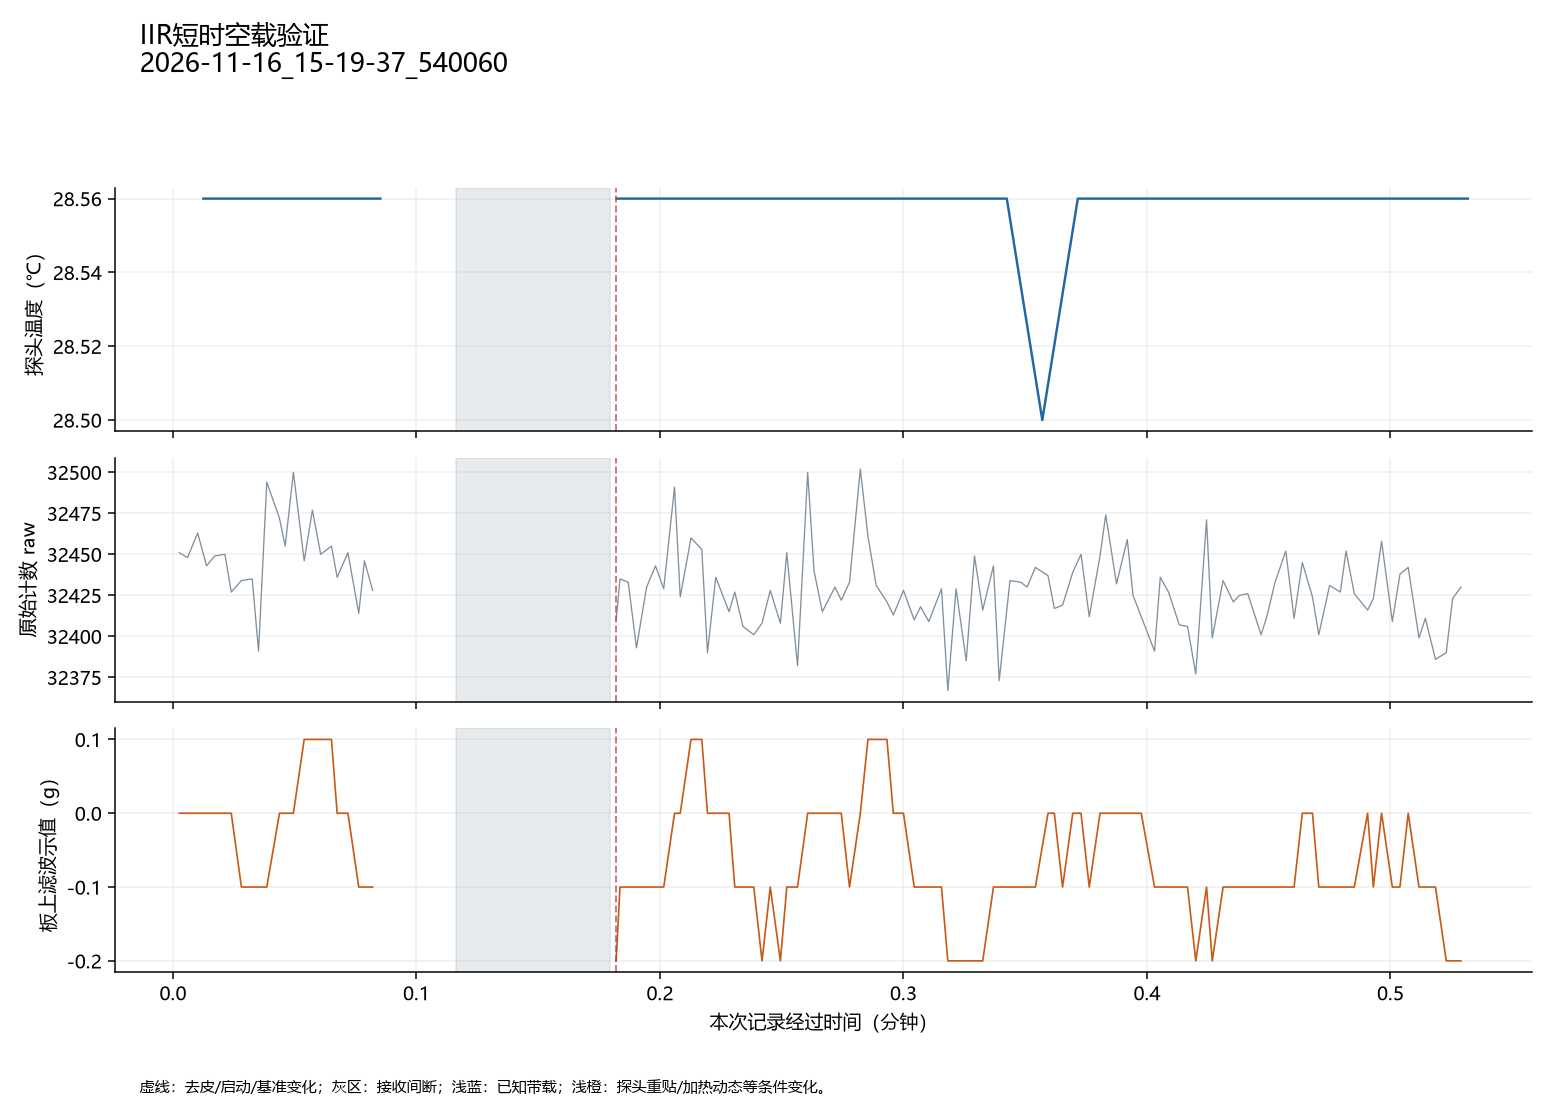 IIR短时空载验证
2026-11-16_15-19-37_540060
探头温度（℃）
28.56
28.54
28.52
28.50
原始计数 raw
32500
32475
32450
32425
32400
32375
板上滤波示值（g）
0.1
0.0
-0.1
-0.2
0.0 0.1 0.2 0.3 0.4 0.5
本次记录经过时间（分钟）
虚线：去皮/启动/基准变化；灰区：接收间断；浅蓝：已知带载；浅橙：探头重贴/加热动态等条件变化。